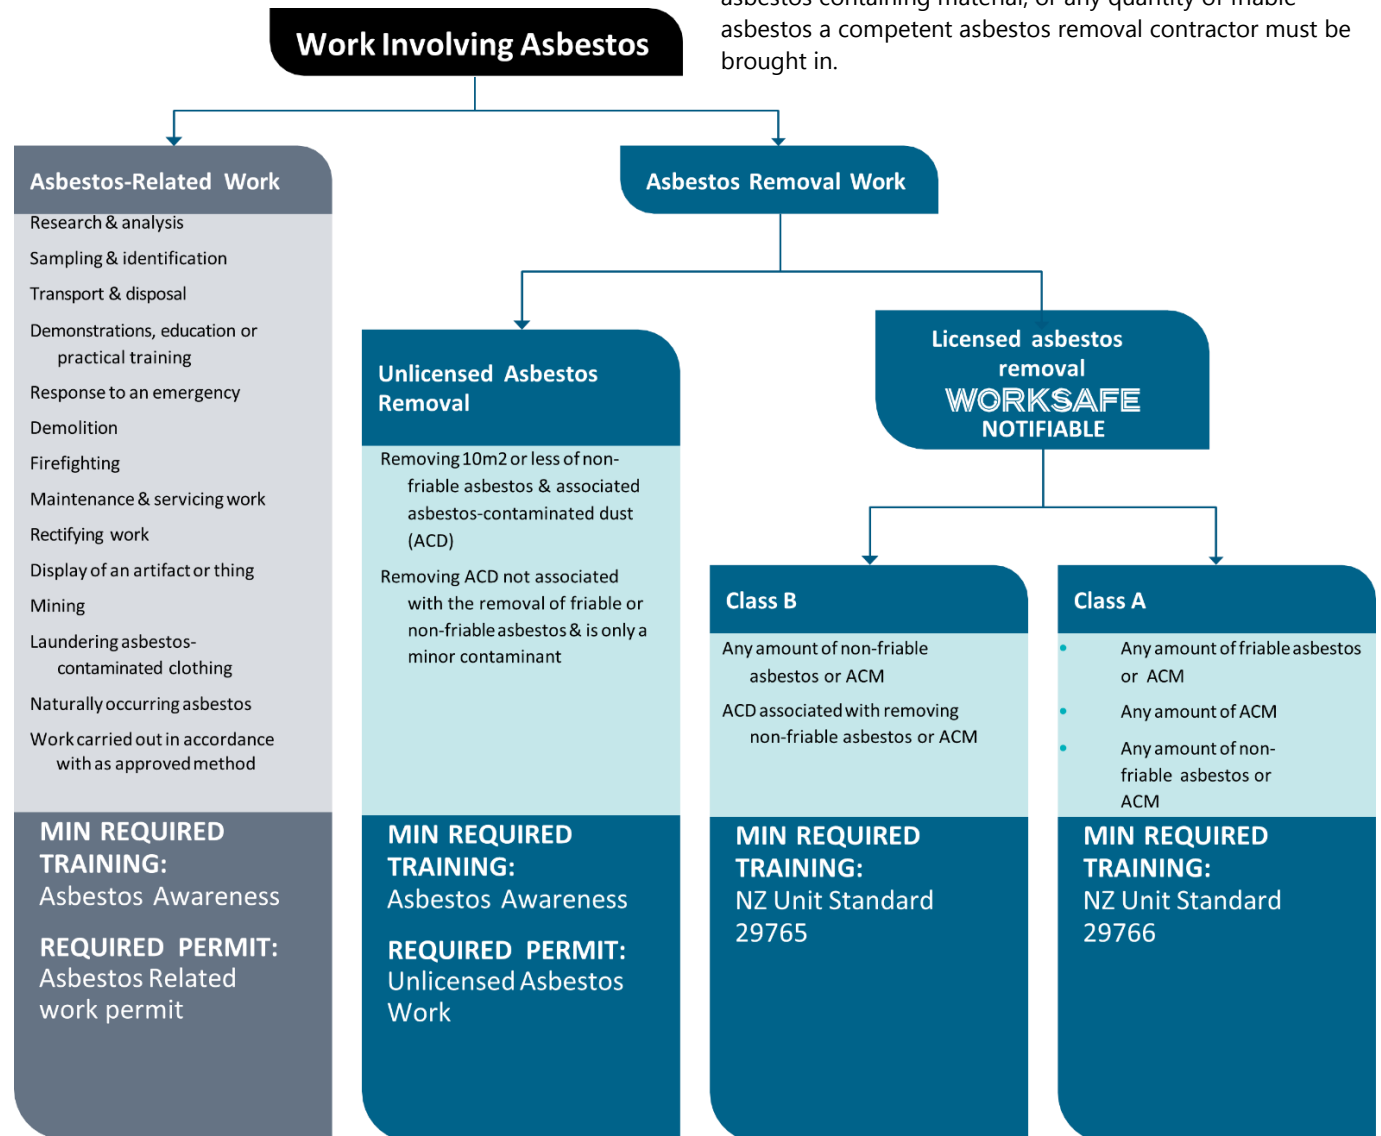 asbestos containing material, or any quantity of friable
asbestos a competent asbestos removal contractor must be
brought in.
Work Involving Asbestos
Asbestos-Related Work
Research & analysis
Sampling & identification
Transport & disposal
Demonstrations, education or
practical training
Response to an emergency
Demolition
Firefighting
Maintenance & servicing work
Rectifying work
Display of an artifact or thing
Mining
Laundering asbestos-
contaminated clothing
Naturally occurring asbestos
Work carried out in accordance
with as approved method
MIN REQUIRED
TRAINING:
Asbestos Awareness
REQUIRED PERMIT:
Asbestos Related
work permit
Asbestos Removal Work
Unlicensed Asbestos
Removal
Removing 10m2 or less of non-
friable asbestos & associated
asbestos-contaminated dust
(ACD)
Removing ACD not associated
with the removal of friable or
non-friable asbestos & is only a
minor contaminant
MIN REQUIRED
TRAINING:
Asbestos Awareness
REQUIRED PERMIT:
Unlicensed Asbestos
Work
Licensed asbestos
removal
WORKSAFE
NOTIFIABLE
Class B
Any amount of non-friable
asbestos or ACM
ACD associated with removing
non-friable asbestos or ACM
MIN REQUIRED
TRAINING:
NZ Unit Standard
29765
Class A
• Any amount of friable asbestos
or ACM
• Any amount of ACM
• Any amount of non-
friable asbestos or
ACM
MIN REQUIRED
TRAINING:
NZ Unit Standard
29766